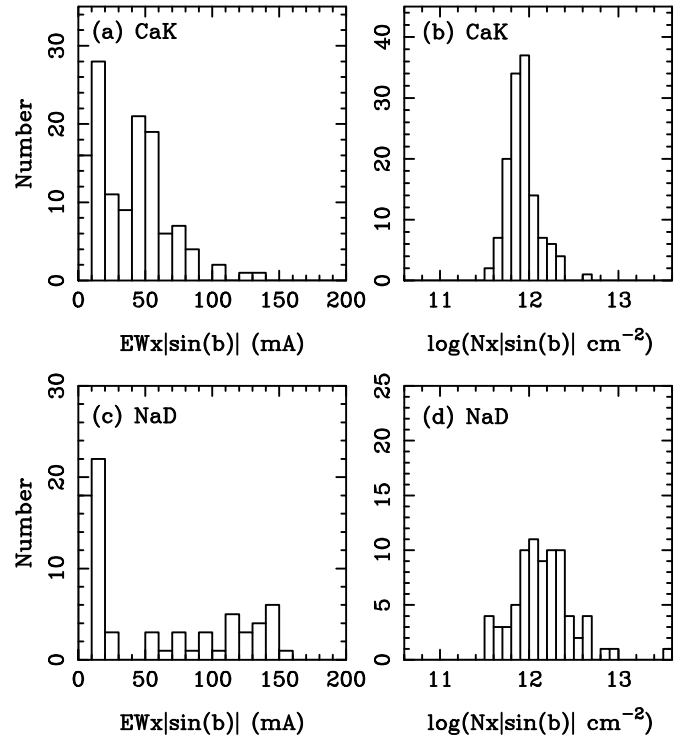 (a) CaK
(b) CaK
Number
30
20
10
0
40
30
20
10
0
0 50 100 150 200
11 12 13
EWx|sin(b)| (mA)
log(Nx|sin(b)| cm−2)
(c) NaD
(d) NaD
Number
30
20
10
0
25
20
15
10
5
0
0 50 100 150 200
11 12 13
EWx|sin(b)| (mA)
log(Nx|sin(b)| cm−2)